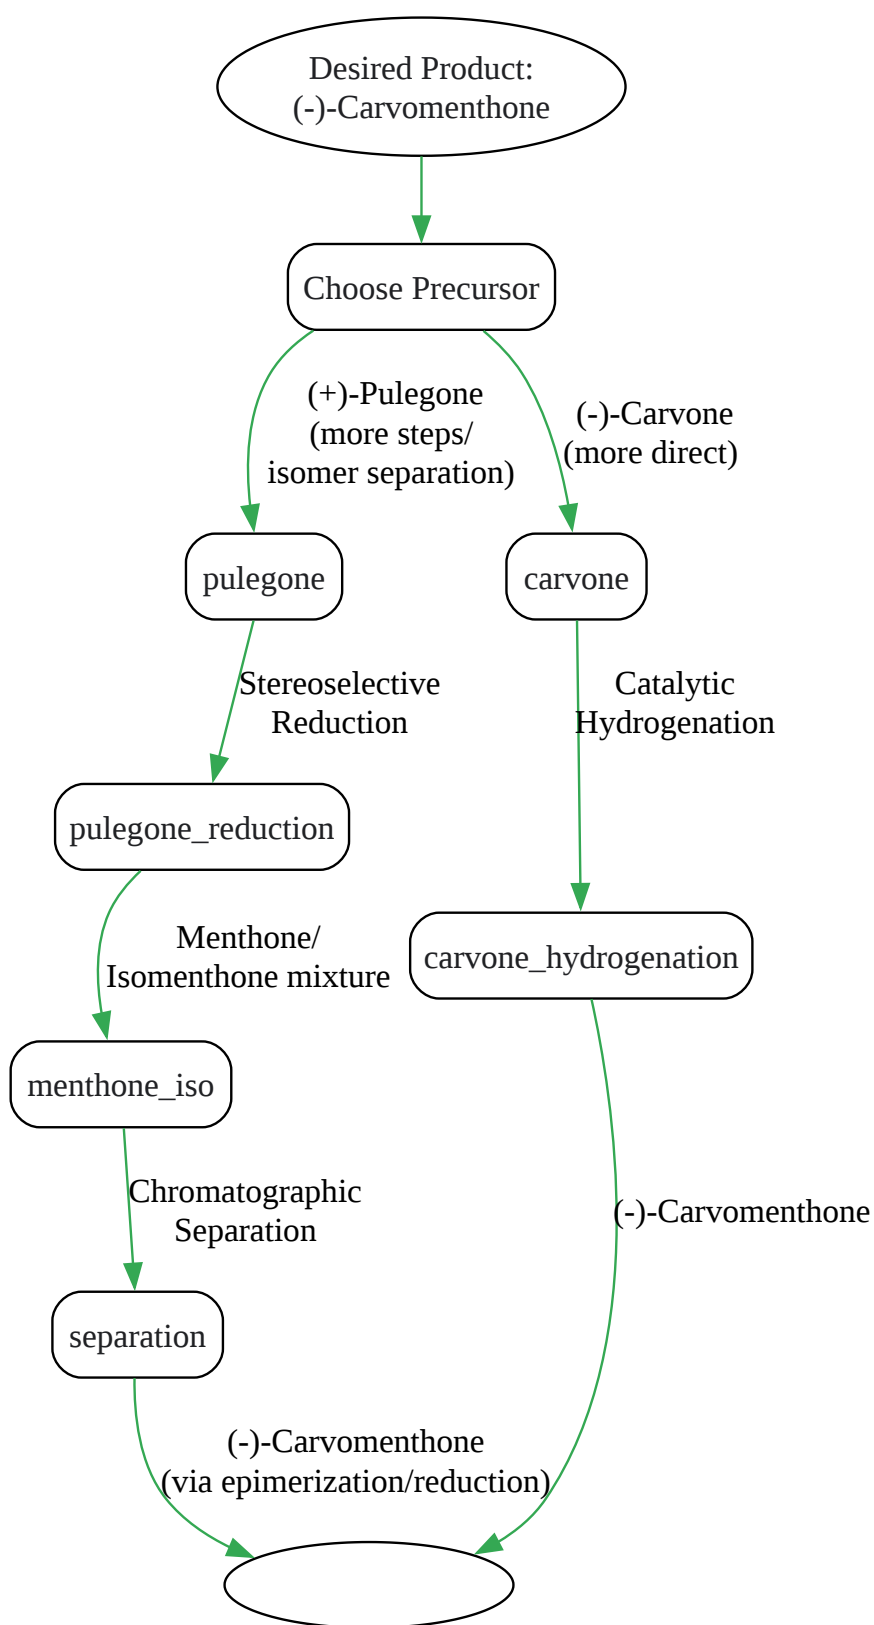 Desired Product:
(-)-Carvomenthone
Choose Precursor
(+)-Pulegone
(more steps/
isomer separation)
(-)-Carvone
(more direct)
pulegone
carvone
Stereoselective
Reduction
Catalytic
Hydrogenation
pulegone_reduction
Menthone/
Isomenthone mixture
carvone_hydrogenation
menthone_iso
Chromatographic
Separation
(-)-Carvomenthone
separation
(-)-Carvomenthone
(via epimerization/reduction)